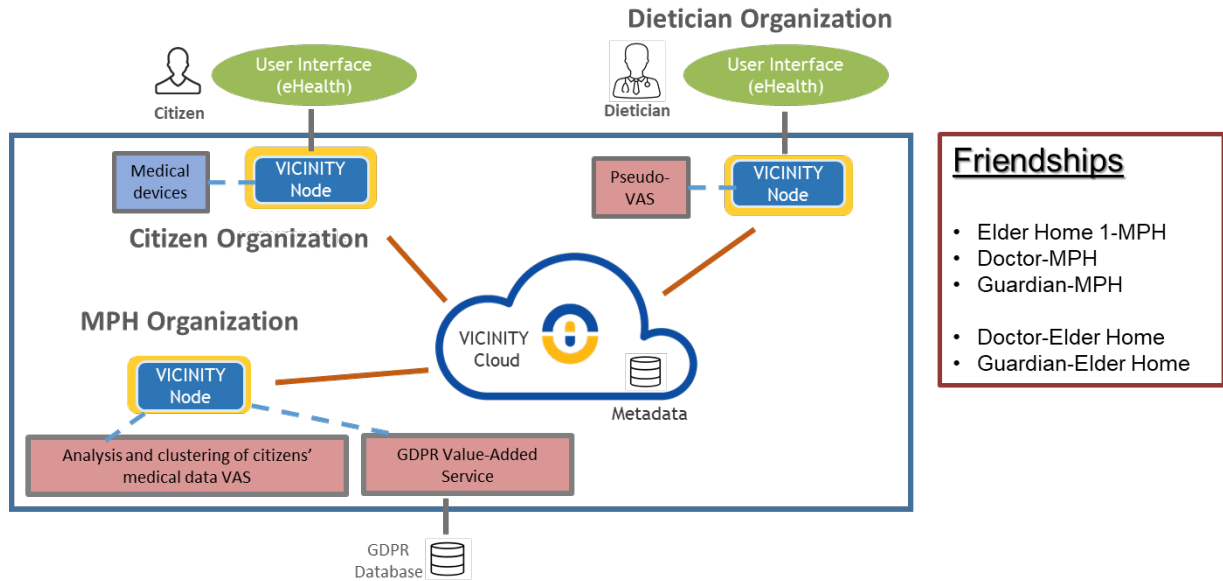 Dietician Organization
User Interface
(eHealth)
Citizen
User Interface
(eHealth)
Dietician
Medical
devices
VICINITY
Node
Citizen Organization
Pseudo-
VAS
VICINITY
Node
MPH Organization
VICINITY
Node
VICINITY
Cloud
Metadata
Analysis and clustering of citizens’
medical data VAS
GDPR Value-Added
Service
GDPR
Database
Friendships
• Elder Home 1-MPH
• Doctor-MPH
• Guardian-MPH
• Doctor-Elder Home
• Guardian-Elder Home